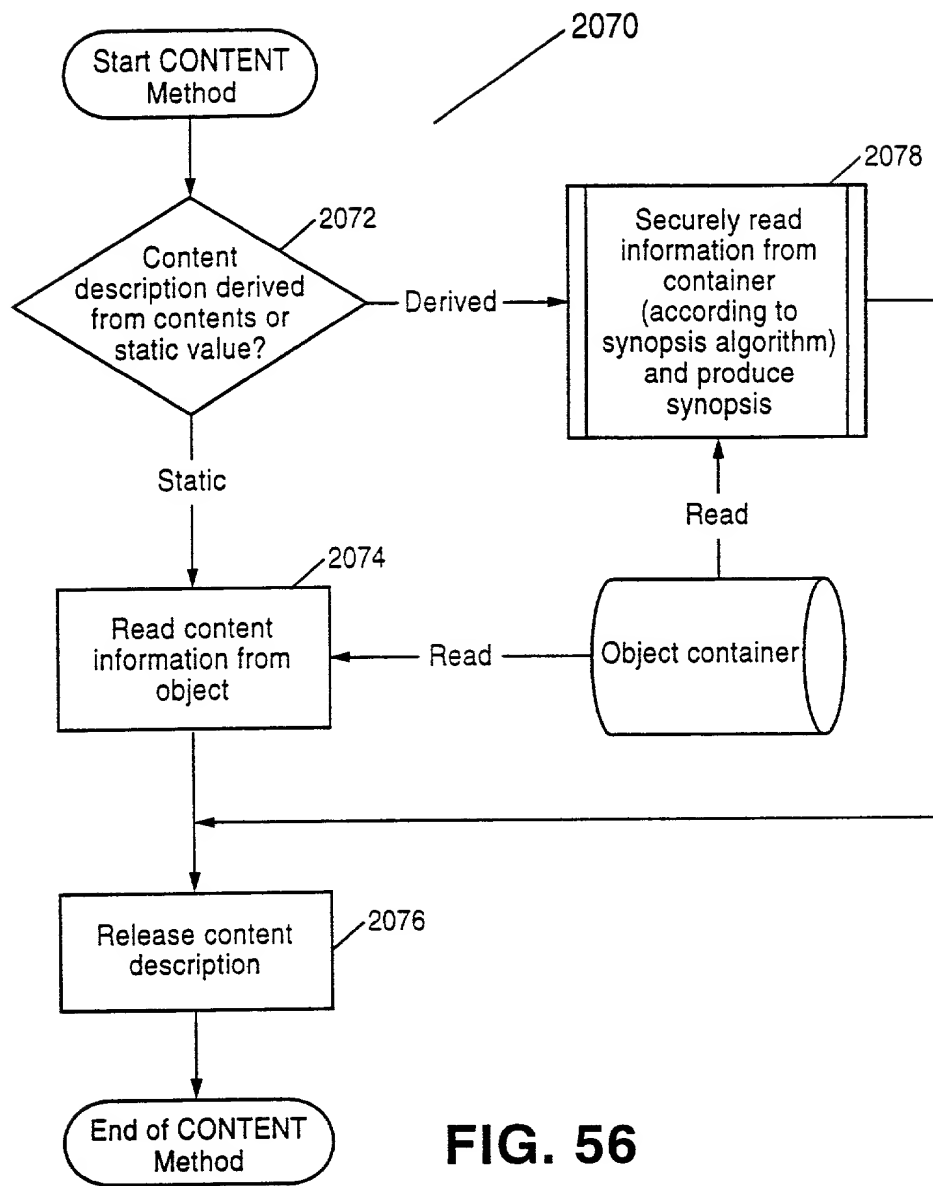 2070
Start CONTENT
Method
2078
2072
Content
description derived
from contents or
static value?
Derived
Securely read
information from
container
(according to
synopsis algorithm)
and produce
synopsis
Static
Read
2074
Read content
information from
object
Read
Object container
Release content
description
2076
End of CONTENT
Method
FIG. 56